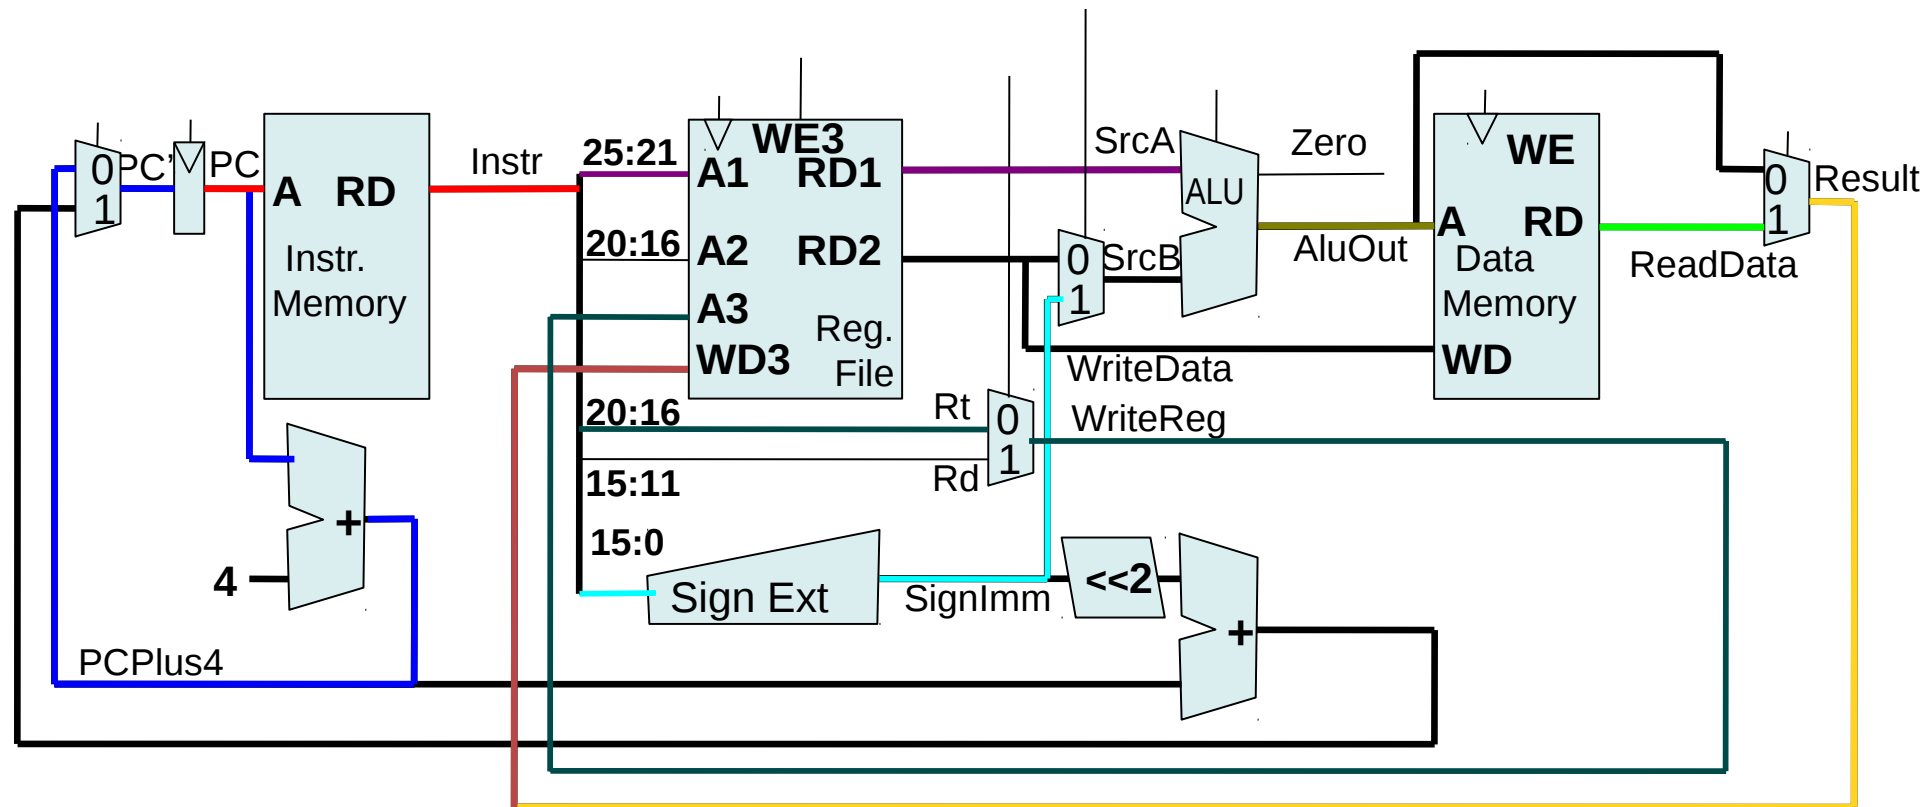 0
1
PC'
PC
A
RD
Instr.
Memory
Instr
25:21
20:16
WE3
A1
RD1
A2
RD2
A3
WD3
Reg.
File
20:16
15:11
15:0
Rt
Rd
0
1
WriteReg
WriteData
SrcA
0
1
SrcB
ALU
Zero
AluOut
WE
A
RD
Data
Memory
WD
ReadData
0
1
Result
+
4
PCPlus4
Sign Ext
SignImm
<<2
+